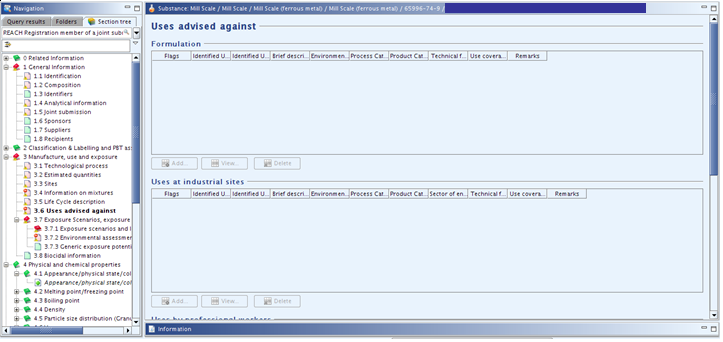 Navigation
Query results Folders Section tree
REACH Registration member of a joint subi
0 Related Information
1 General Information
1.1 Identification
1.2 Composition
1.3 Identifiers
1.4 Analytical information
1.5 Joint submission
1.6 Sponsors
1.7 Suppliers
1.8 Recipients
2 Classification & Labelling and PBT as
3 Manufacture, use and exposure
3.1 Technological process
3.2 Estimated quantities
3.3 Sites
3.4 Information on mixtures
3.5 Life Cycle description
3.6 Uses advised against
3.7 Exposure Scenarios, exposure
3.7.1 Exposure scenarios and l
3.7.2 Environmental assessme
3.7.3 Generic exposure potenti
3.8 Biocidal information
4 Physical and chemical properties
4.1 Appearance/physical state/col
Appearance/physical state/co
4.2 Melting point/freezing point
4.3 Boiling point
4.4 Density
4.5 Particle size distribution (Granu
Substance: Mill Scale / Mill Scale (ferrous metal) / Mill Scale (ferrous metal) / 65996-74-9 /
Uses advised against
Formulation
Flags Identified U... Identified U... Brief descri... Environmen... Process Cat... Product Cat... Technical f... Use covera... Remarks
Add... View... Delete
Uses at industrial sites
Flags Identified U... Identified U... Brief descri... Environmen... Process Cat... Product Cat... Sector of en... Technical f... Use covera... Remarks
Add... View... Delete
Uses by professional workers
Information